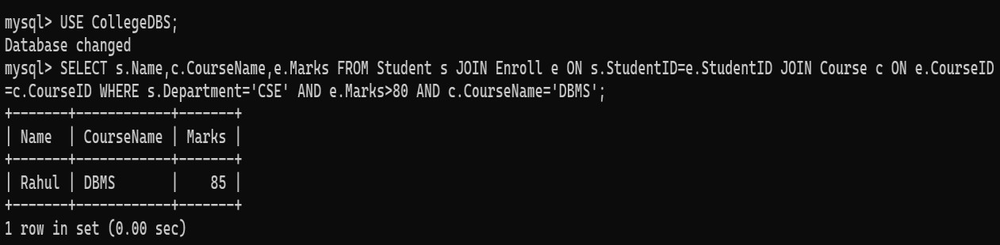 mysql> USE CollegeDBS;
Database changed
mysql> SELECT s.Name,c.CourseName,e.Marks FROM Student s JOIN Enroll e ON s.StudentID=e.StudentID JOIN Course c ON e.CourseID
=c.CourseID WHERE s.Department='CSE' AND e.Marks>80 AND c.CourseName='DBMS';
+-------+------------+-------+
| Name  | CourseName | Marks |
+-------+------------+-------+
| Rahul | DBMS       |    85 |
+-------+------------+-------+
1 row in set (0.00 sec)